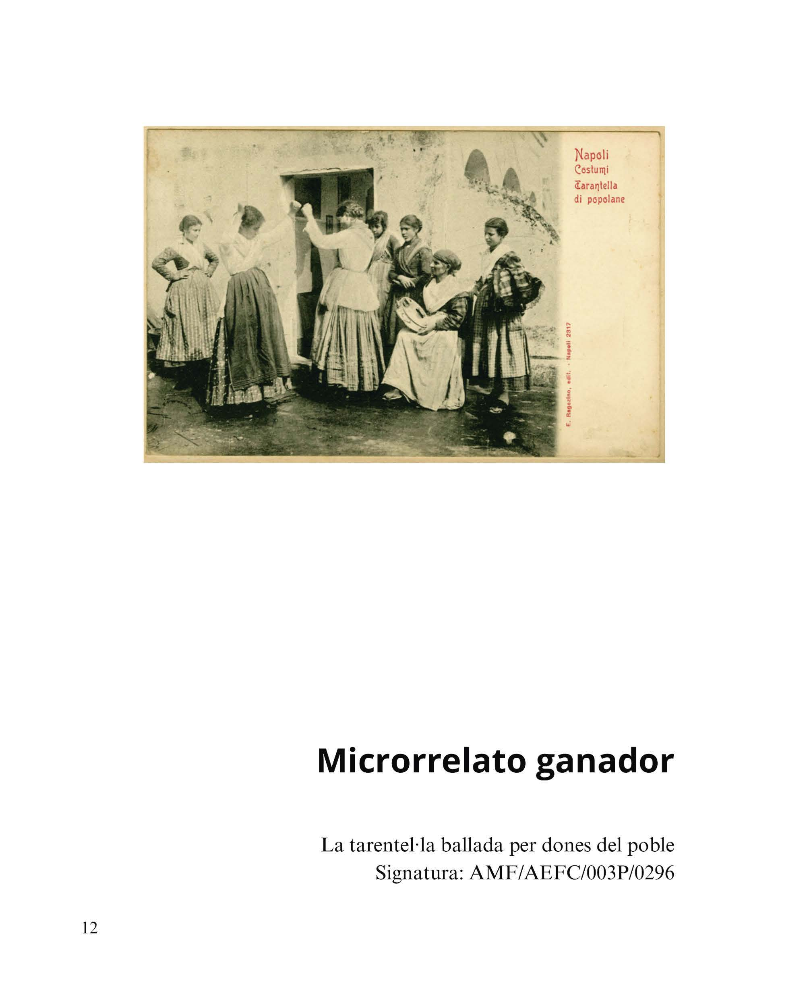 Napoli
Costumi
Tarantella
di popolane
E. Ragozino, edit. - Napoli 2317
Microrrelato ganador
La tarentel·la ballada per dones del poble
Signatura: AMF/AEFC/003P/0296
12